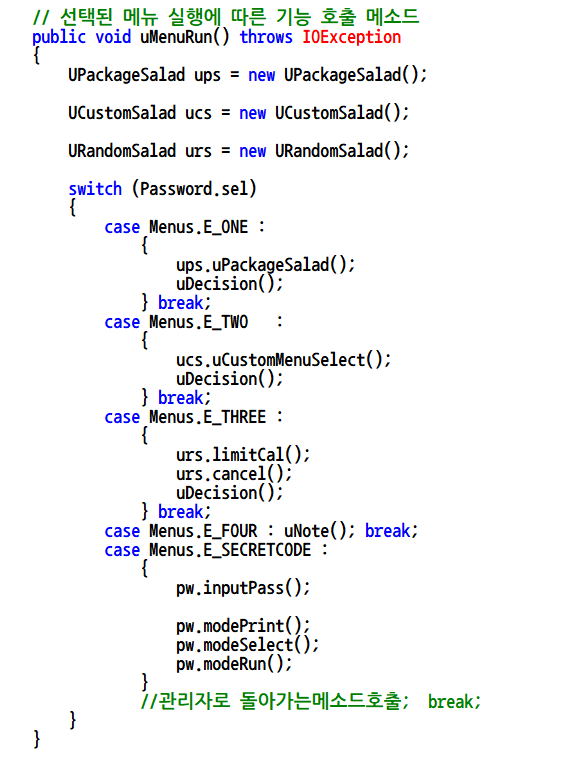 // 선택된 메뉴 실행에 따른 기능 호출 메소드
public void uMenuRun() throws IOException
{
UPackageSalad ups = new UPackageSalad();
UCustomSalad ucs = new UCustomSalad();
URandomSalad urs = new URandomSalad();
switch (Password.sel)
{
case Menus.E_ONE :
{
ups.uPackageSalad();
uDecision();
} break;
case Menus.E_TWO   :
{
ucs.uCustomMenuSelect();
uDecision();
} break;
case Menus.E_THREE :
{
urs.limitCal();
urs.cancel();
uDecision();
} break;
case Menus.E_FOUR : uNote(); break;
case Menus.E_SECRETCODE :
{
pw.inputPass();
pw.modePrint();
pw.modeSelect();
pw.modeRun();
}
//관리자로 돌아가는메소드호출;  break;
}
}